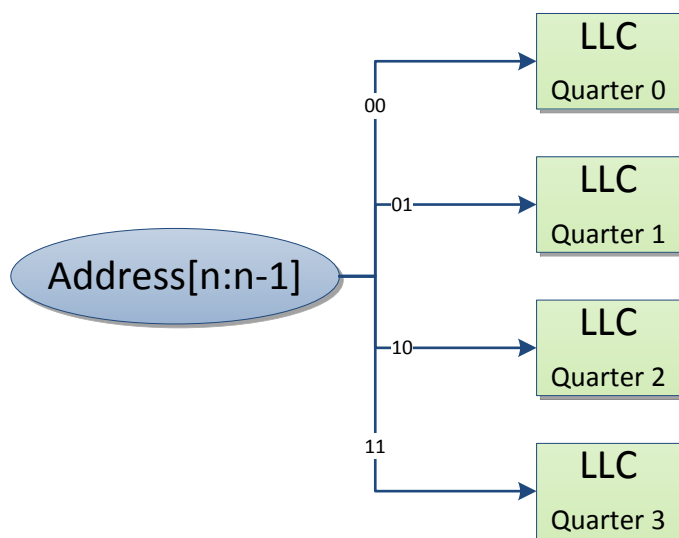 LLC
Quarter 0
00
LLC
01
Quarter 1
Address[n:n-1]
LLC
10
Quarter 2
11
LLC
Quarter 3